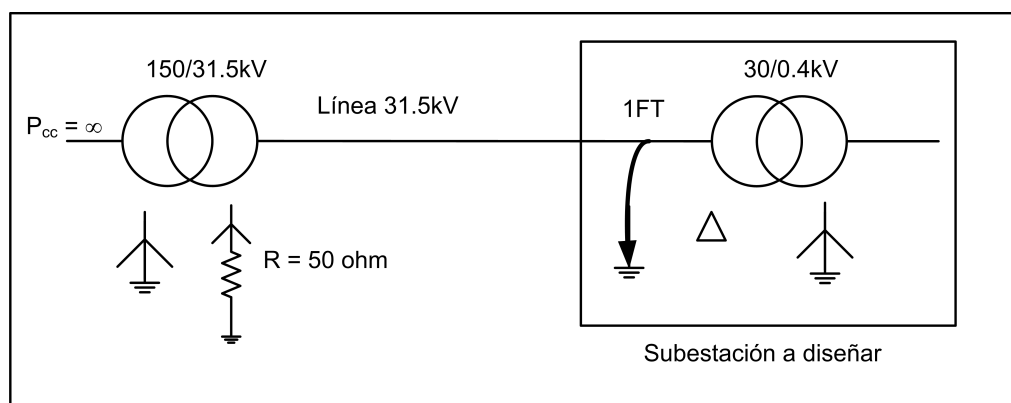 150/31.5kV
30/0.4kV
Línea 31.5kV
1FT
Pcc = ∞
R = 50 ohm
Subestación a diseñar